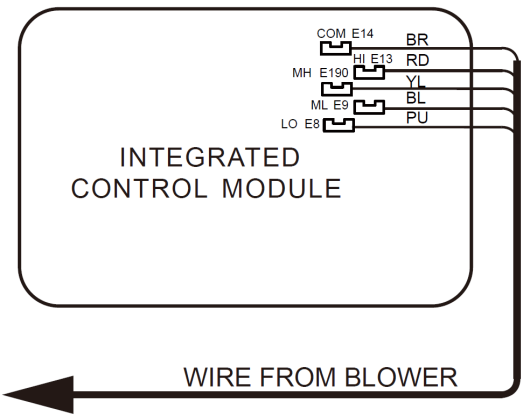 COM E14 BR
HI E13 RD
MH E190 YL
ML E9 BL
LO E8 PU
INTEGRATED
CONTROL MODULE
WIRE FROM BLOWER